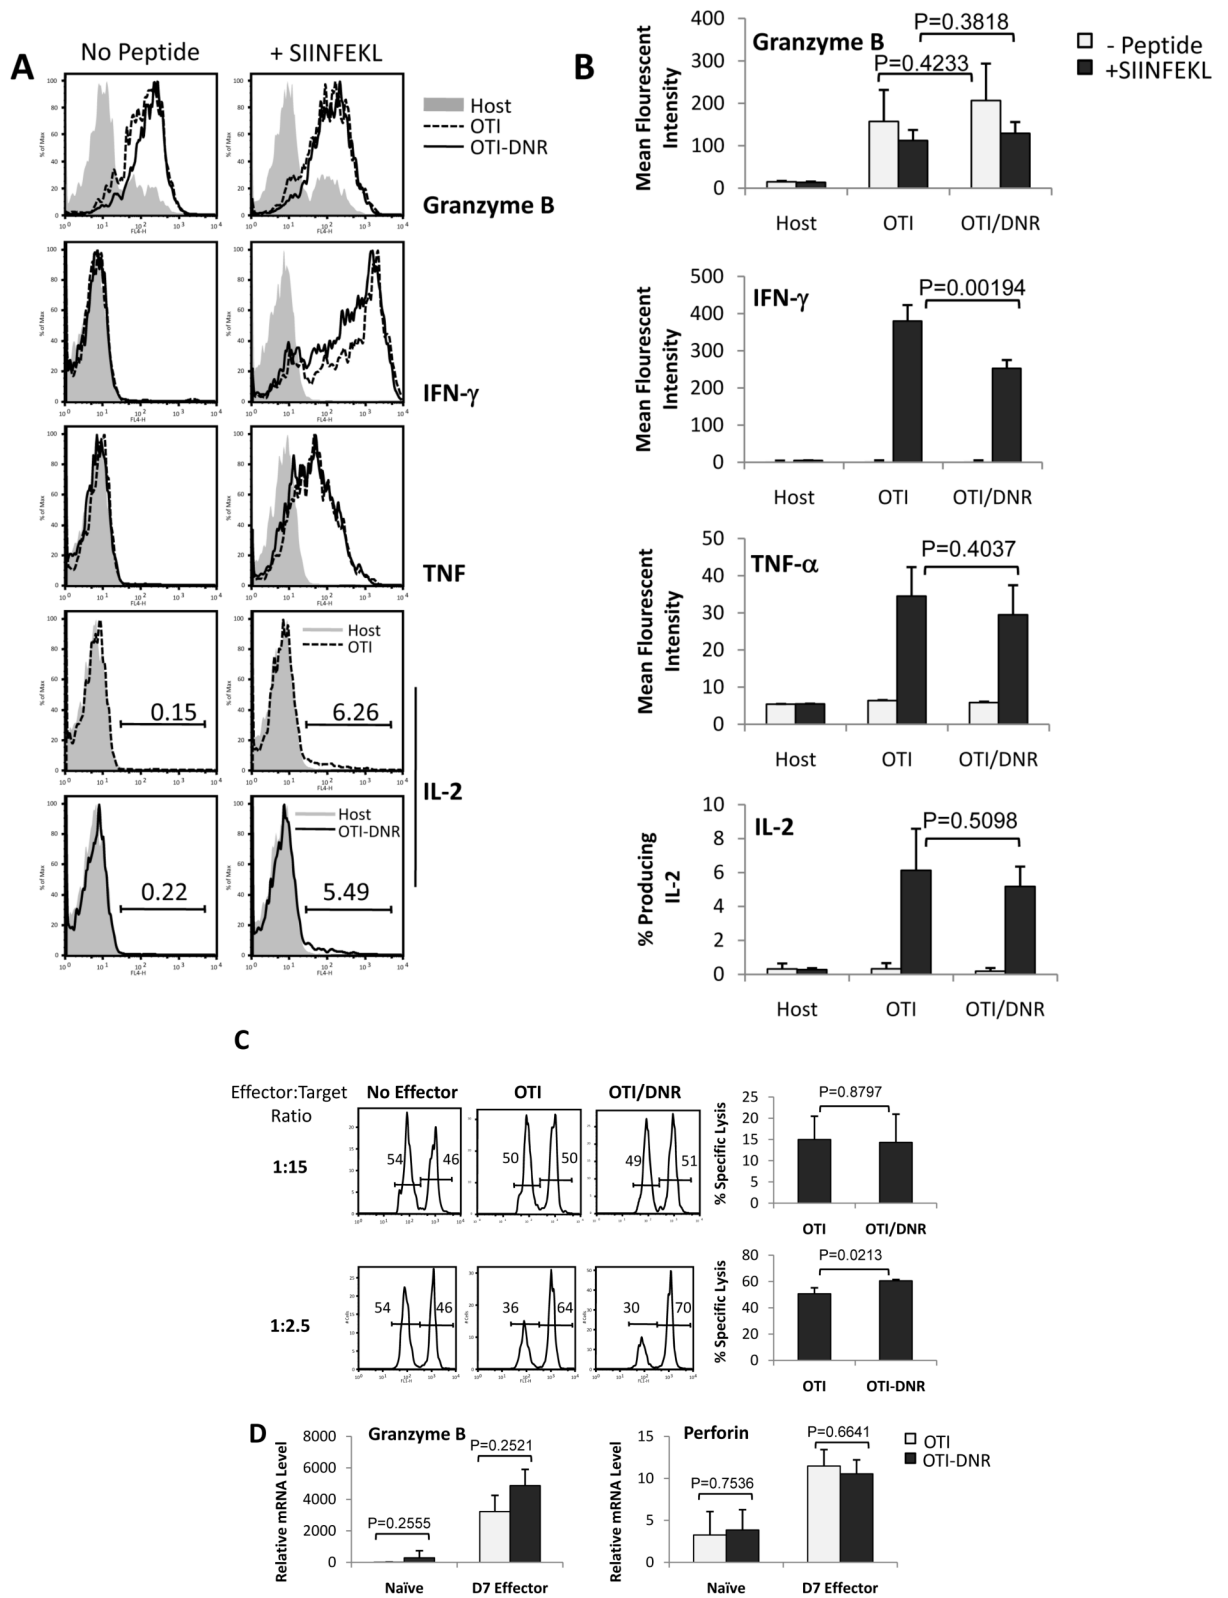 A
No Peptide
+ SIINFEKL
Host
OTI
OTI-DNR
Granzyme B
IFN-γ
TNF
Host
OTI
0.15
6.26
IL-2
Host
OTI-DNR
0.22
5.49
% of Max
FL4-H
B
- Peptide
+SIINFEKL
Granzyme B
P=0.3818
P=0.4233
Mean Flourescent
Intensity
400
300
200
100
0
Host OTI OTI/DNR
IFN-γ
P=0.00194
Mean Flourescent
Intensity
500
400
300
200
100
0
Host OTI OTI/DNR
TNF-α
P=0.4037
Mean Flourescent
Intensity
50
40
30
20
10
0
Host OTI OTI/DNR
IL-2
P=0.5098
% Producing
IL-2
10
8
6
4
2
0
Host OTI OTI/DNR
C
Effector:Target
Ratio
No Effector OTI OTI/DNR
1:15
54 46
50 50
49 51
% Specific Lysis
P=0.8797
25
20
15
10
5
0
OTI OTI/DNR
1:2.5
54 46
36 64
30 70
% Specific Lysis
P=0.0213
80
60
40
20
0
OTI OTI-DNR
D
Granzyme B
P=0.2521
P=0.2555
Relative mRNA Level
8000
6000
4000
2000
0
Naïve D7 Effector
Perforin
P=0.6641
P=0.7536
Relative mRNA Level
15
10
5
0
Naïve D7 Effector
OTI
OTI-DNR